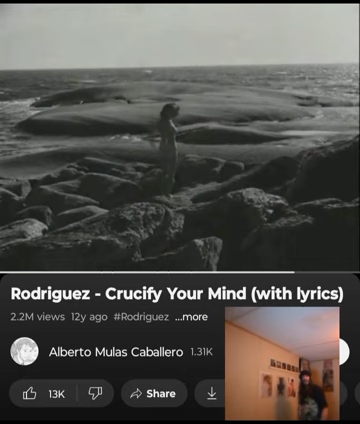 Rodriguez - Crucify Your Mind (with lyrics)
2.2M views 12y ago #Rodriguez ...more
Alberto Mulas Caballero 1.31K
13K Share